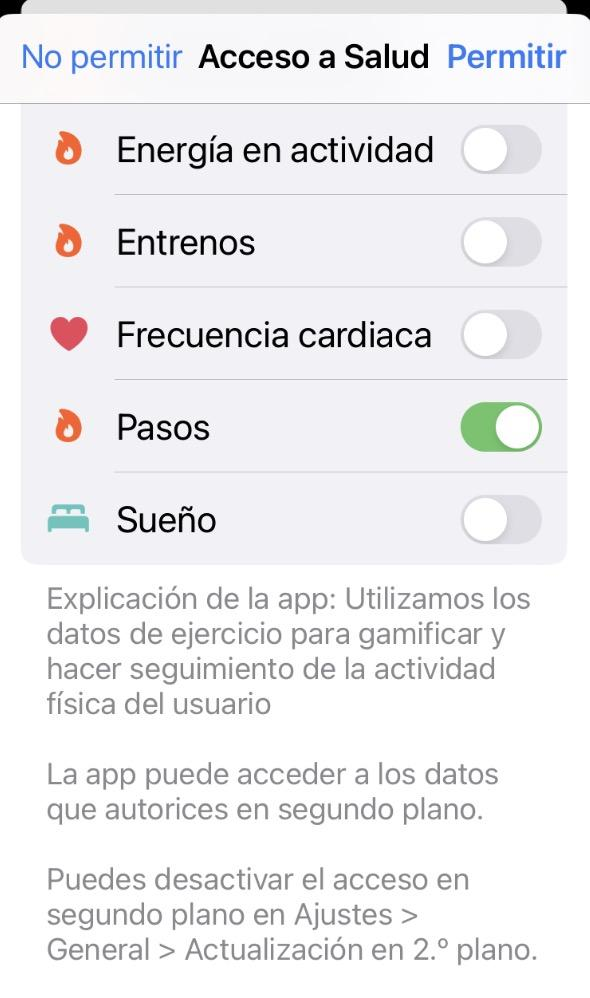 No permitir Acceso a Salud Permitir
Energía en actividad
Entrenos
Frecuencia cardiaca
Pasos
Sueño
Explicación de la app: Utilizamos los
datos de ejercicio para gamificar y
hacer seguimiento de la actividad
física del usuario
La app puede acceder a los datos
que autorices en segundo plano.
Puedes desactivar el acceso en
segundo plano en Ajustes >
General > Actualización en 2.º plano.